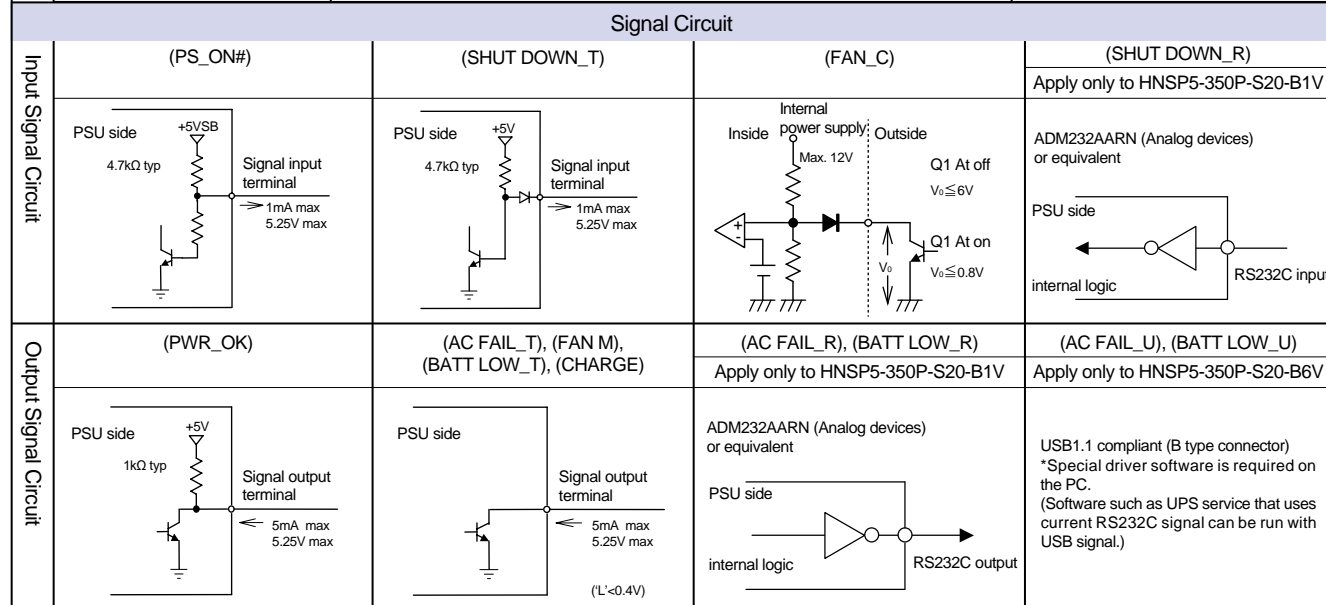 Signal Circuit
Input Signal Circuit
(PS_ON#)
PSU side
+5VSB
4.7kΩ typ
Signal input
terminal
1mA max
5.25V max
(SHUT DOWN_T)
PSU side
+5V
4.7kΩ typ
Signal input
terminal
1mA max
5.25V max
(FAN_C)
Internal
power supply
Inside
Outside
Max. 12V
Q1 At off
V₀≦6V
+
-
Q1 At on
V₀
V₀≦0.8V
(SHUT DOWN_R)
Apply only to HNSP5-350P-S20-B1V
ADM232AARN (Analog devices)
or equivalent
PSU side
internal logic
RS232C input
Output Signal Circuit
(PWR_OK)
PSU side
+5V
1kΩ typ
Signal output
terminal
5mA max
5.25V max
(AC FAIL_T), (FAN M),
(BATT LOW_T), (CHARGE)
PSU side
Signal output
terminal
5mA max
5.25V max
('L'<0.4V)
(AC FAIL_R), (BATT LOW_R)
Apply only to HNSP5-350P-S20-B1V
ADM232AARN (Analog devices)
or equivalent
PSU side
internal logic
RS232C output
(AC FAIL_U), (BATT LOW_U)
Apply only to HNSP5-350P-S20-B6V
USB1.1 compliant (B type connector)
*Special driver software is required on
the PC.
(Software such as UPS service that uses
current RS232C signal can be run with
USB signal.)